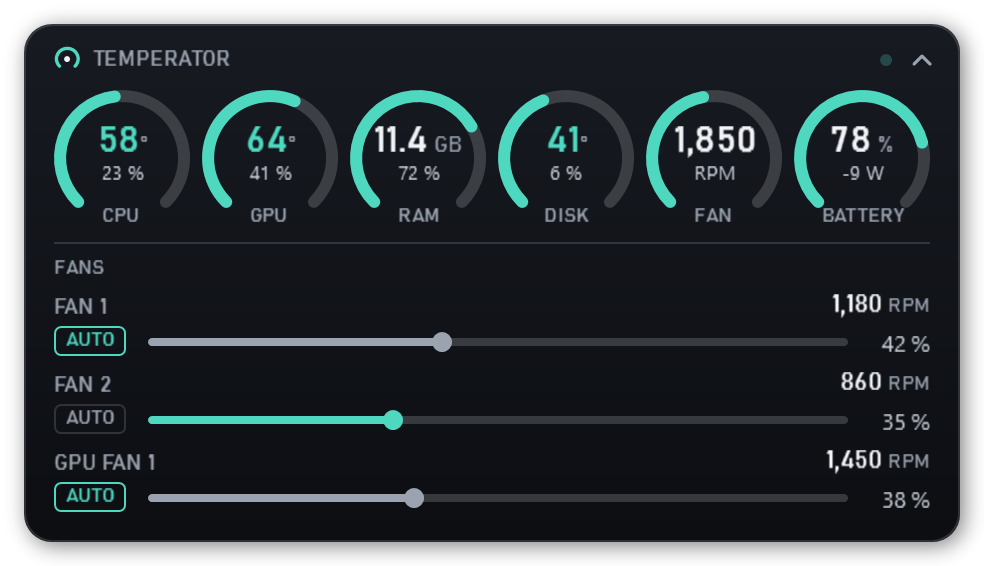 TEMPERATOR
58° 64° 11.4 GB 41° 1,850 78 %
23 % 41 % 72 % 6 % RPM -9 W
CPU GPU RAM DISK FAN BATTERY
FANS
FAN 1 1,180 RPM
AUTO 42 %
FAN 2 860 RPM
AUTO 35 %
GPU FAN 1 1,450 RPM
AUTO 38 %